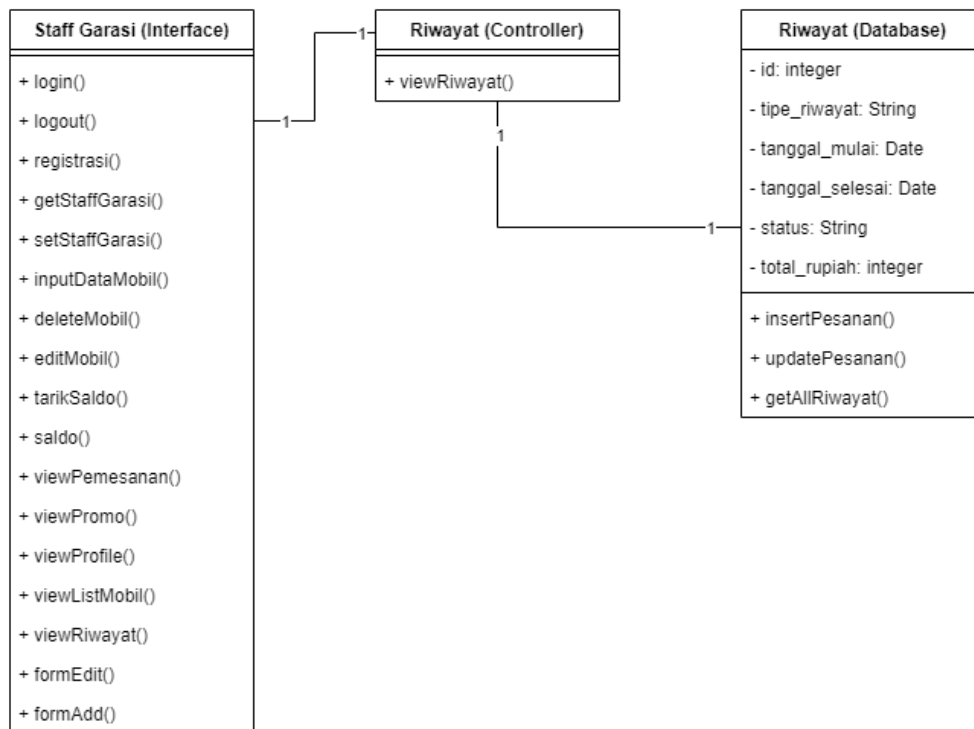 Staff Garasi (Interface)
+ login()
+ logout()
+ registrasi()
+ getStaffGarasi()
+ setStaffGarasi()
+ inputDataMobil()
+ deleteMobil()
+ editMobil()
+ tarikSaldo()
+ saldo()
+ viewPemesanan()
+ viewPromo()
+ viewProfile()
+ viewListMobil()
+ viewRiwayat()
+ formEdit()
+ formAdd()
1
1
Riwayat (Controller)
+ viewRiwayat()
1
1
Riwayat (Database)
- id: integer
- tipe_riwayat: String
- tanggal_mulai: Date
- tanggal_selesai: Date
- status: String
- total_rupiah: integer
+ insertPesanan()
+ updatePesanan()
+ getAllRiwayat()